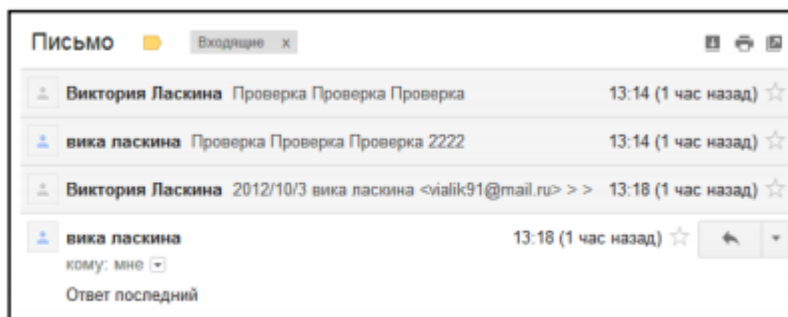 Письмо Входящие x
Виктория Ласкина Проверка Проверка Проверка 13:14 (1 час назад)
вика ласкина Проверка Проверка Проверка 2222 13:14 (1 час назад)
Виктория Ласкина 2012/10/3 вика ласкина <vialik91@mail.ru> > > 13:18 (1 час назад)
вика ласкина 13:18 (1 час назад)
кому: мне
Ответ последний